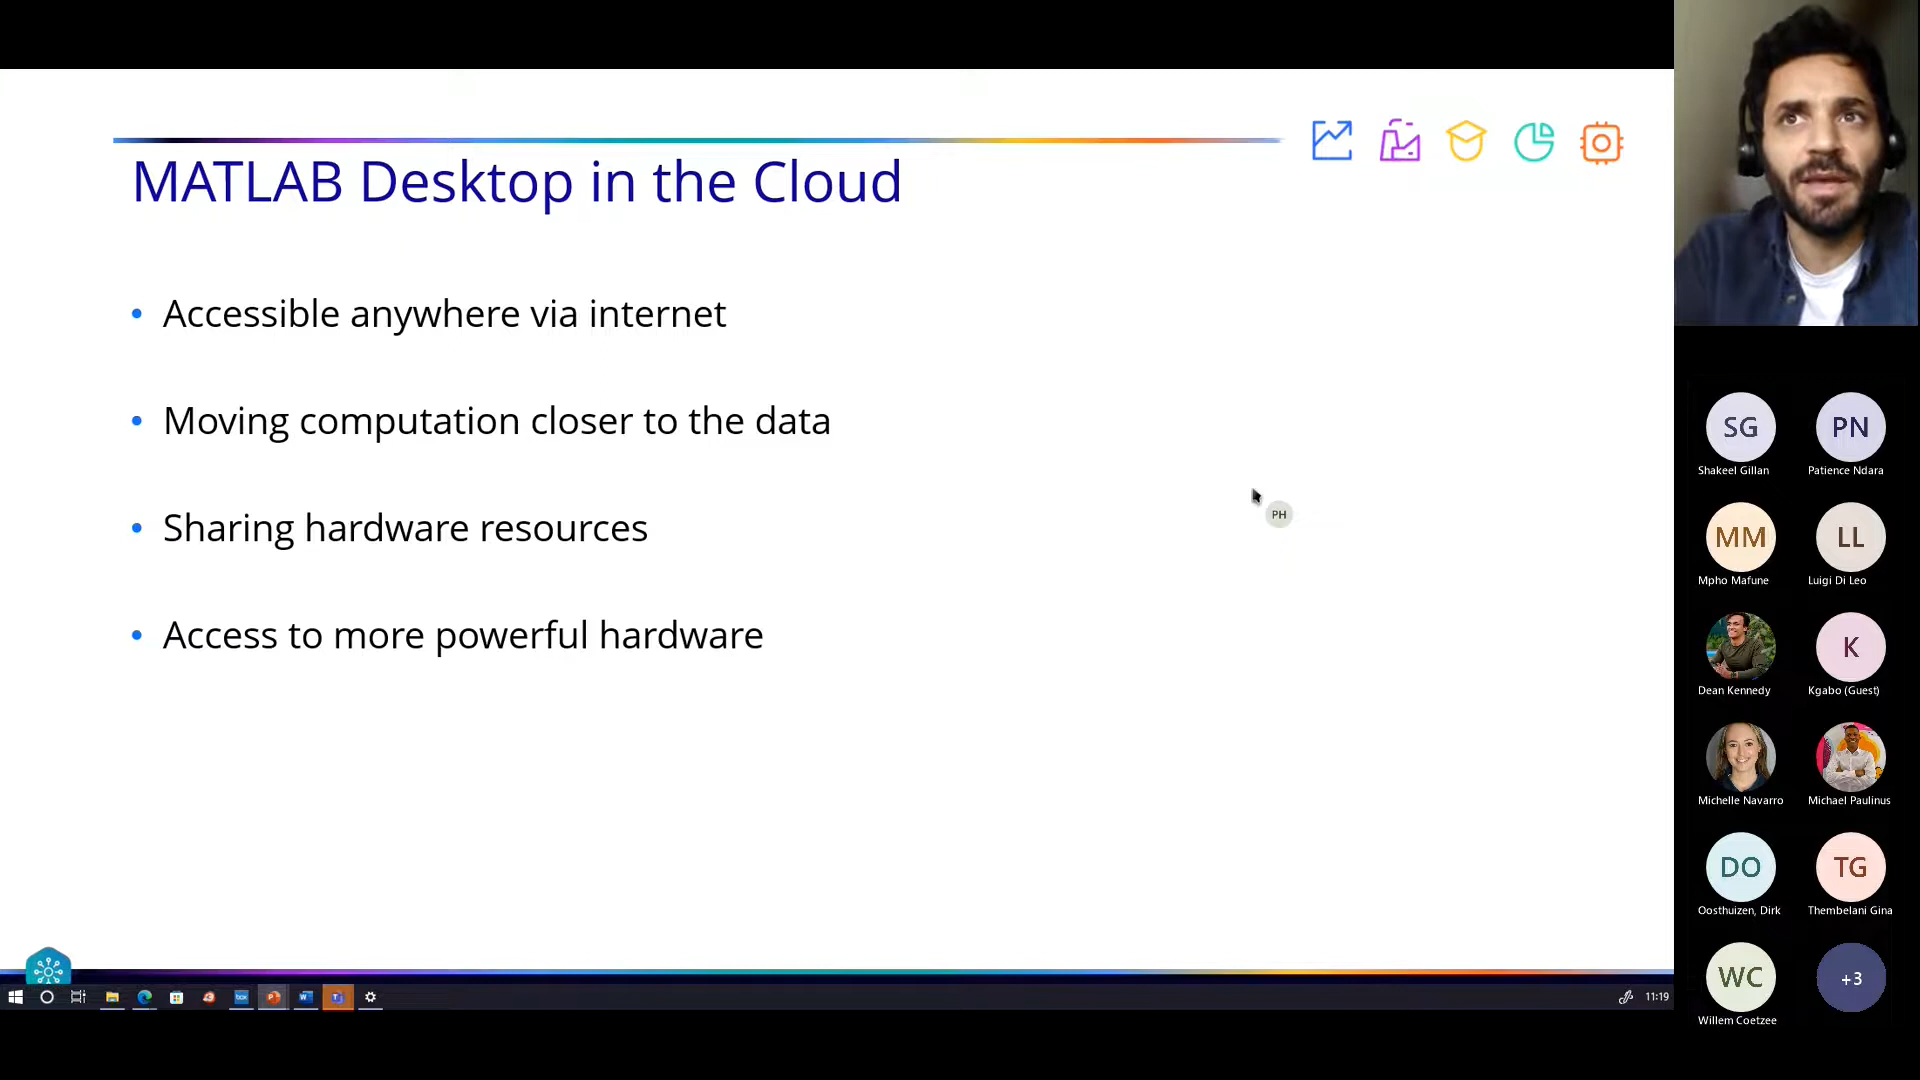 MATLAB Desktop in the Cloud
• Accessible anywhere via internet
• Moving computation closer to the data
• Sharing hardware resources
• Access to more powerful hardware
PH
11:19
SG
Shakeel Gillan
PN
Patience Ndara
MM
Mpho Mafune
LL
Luigi Di Leo
Dean Kennedy
K
Kgabo (Guest)
Michelle Navarro
Michael Paulinus
DO
Oosthuizen, Dirk
TG
Thembelani Gina
WC
Willem Coetzee
+3